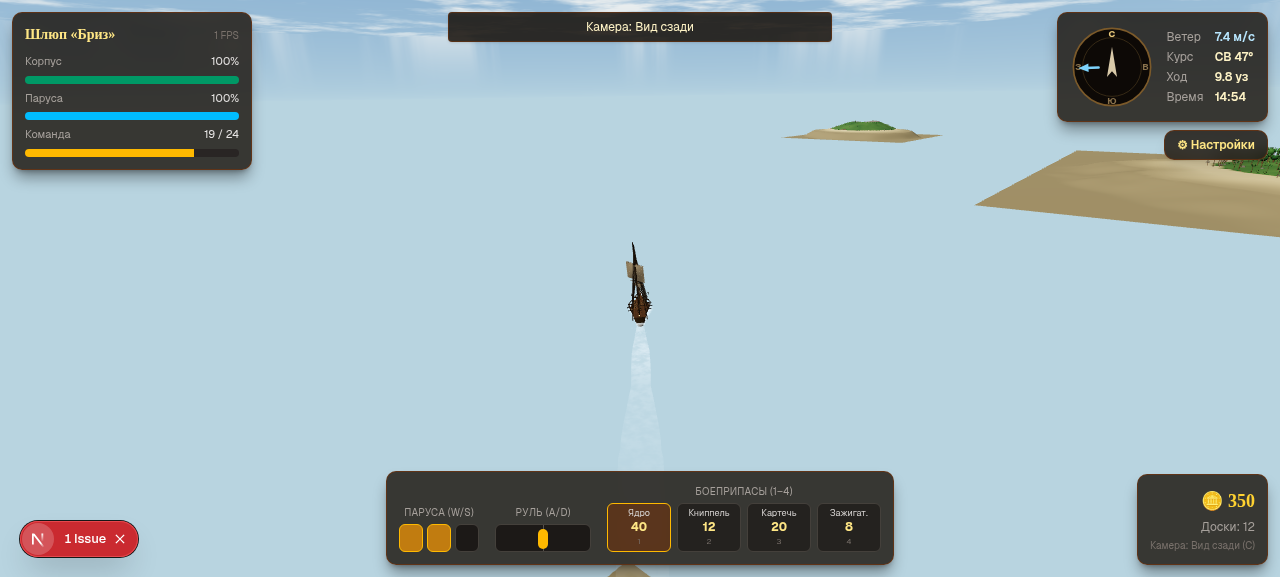 Шлюп «Бриз»
1 FPS
Корпус
100%
Паруса
100%
Команда
19 / 24
Камера: Вид сзади
С
З
В
Ю
Ветер 7.4 м/с
Курс СВ 47°
Ход 9.8 уз
Время 14:54
⚙ Настройки
ПАРУСА (W/S)
РУЛЬ (A/D)
БОЕПРИПАСЫ (1–4)
Ядро
40
1
Книппель
12
2
Картечь
20
3
Зажигат.
8
4
N
1 Issue
350
Доски: 12
Камера: Вид сзади (C)